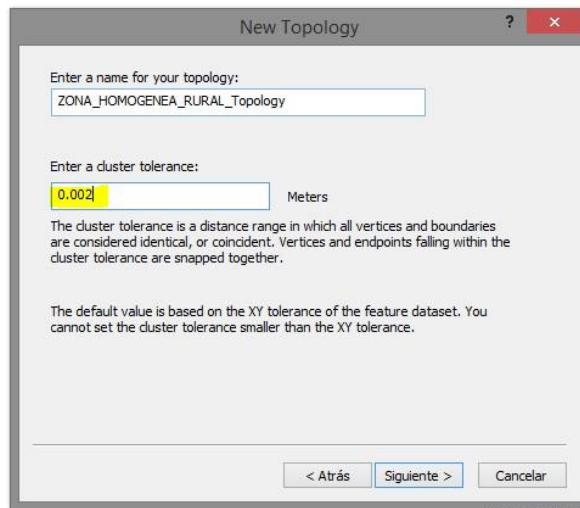 New Topology
?
×
Enter a name for your topology:
ZONA_HOMOGENEA_RURAL_Topology
Enter a cluster tolerance:
0.002
Meters
The cluster tolerance is a distance range in which all vertices and boundaries
are considered identical, or coincident. Vertices and endpoints falling within the
cluster tolerance are snapped together.
The default value is based on the XY tolerance of the feature dataset. You
cannot set the cluster tolerance smaller than the XY tolerance.
< Atrás
Siguiente >
Cancelar